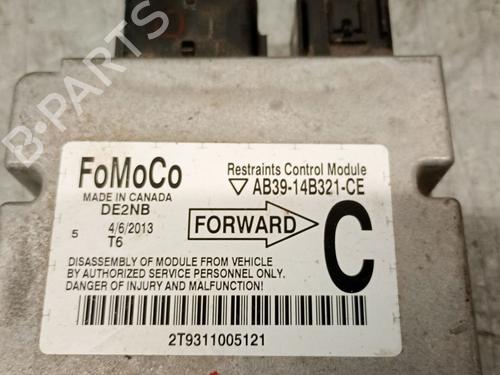 B-Parts
FoMoCo
MADE IN CANADA
DE2NB
5 4/6/2013
T6
Restraints Control Module
AB39-14B321-CE
FORWARD
C
DISASSEMBLY OF MODULE FROM VEHICLE
BY AUTHORIZED SERVICE PERSONNEL ONLY.
DANGER OF INJURY AND MALFUNCTION!
2T9311005121